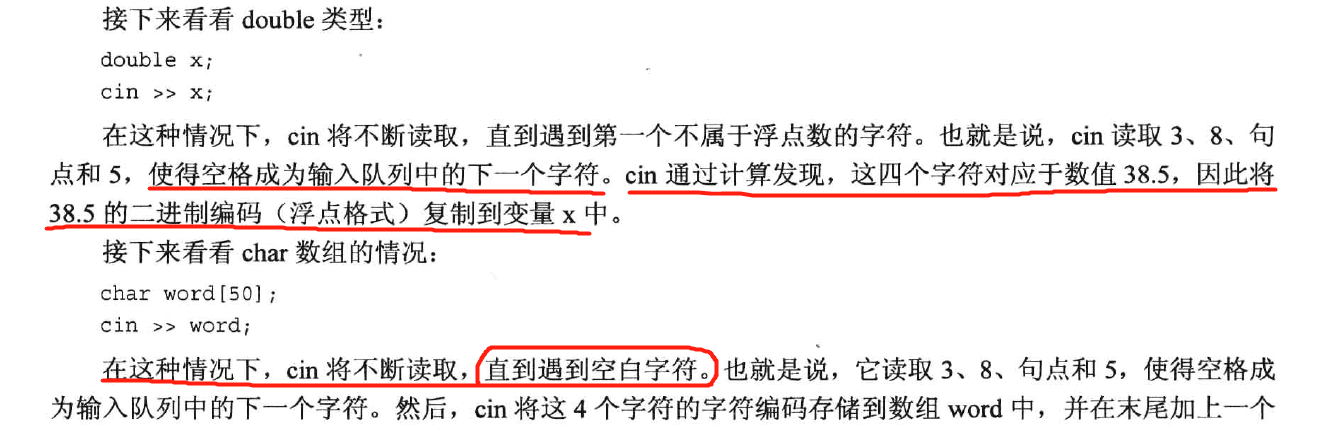 接下来看看 double 类型：
double x;
cin >> x;
在这种情况下，cin 将不断读取，直到遇到第一个不属于浮点数的字符。也就是说，cin 读取 3、8、句
点和 5，使得空格成为输入队列中的下一个字符。cin 通过计算发现，这四个字符对应于数值 38.5，因此将
38.5 的二进制编码（浮点格式）复制到变量 x 中。
接下来看看 char 数组的情况：
char word[50];
cin >> word;
在这种情况下，cin 将不断读取，直到遇到空白字符。也就是说，它读取 3、8、句点和 5，使得空格成
为输入队列中的下一个字符。然后，cin 将这 4 个字符的字符编码存储到数组 word 中，并在末尾加上一个